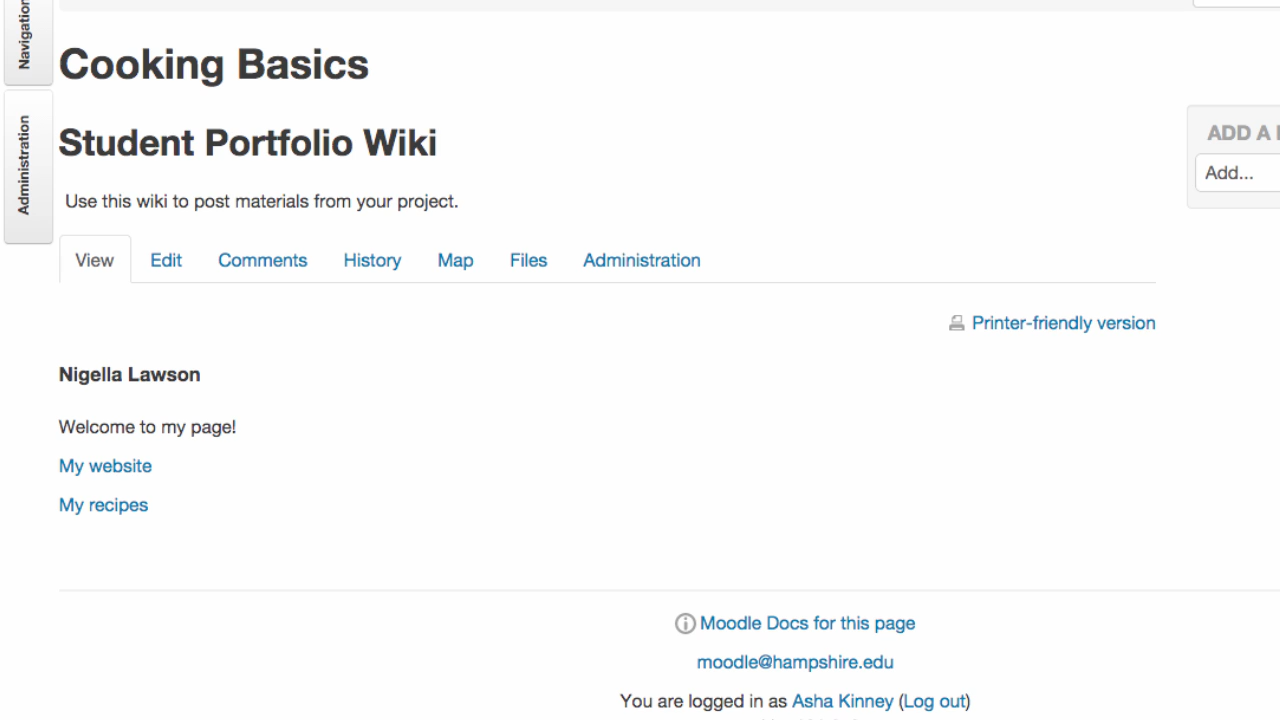 Navigation
Cooking Basics
Administration
Student Portfolio Wiki
ADD A
Add...
Use this wiki to post materials from your project.
View Edit Comments History Map Files Administration
Printer-friendly version
Nigella Lawson
Welcome to my page!
My website
My recipes
Moodle Docs for this page
moodle@hampshire.edu
You are logged in as Asha Kinney (Log out)